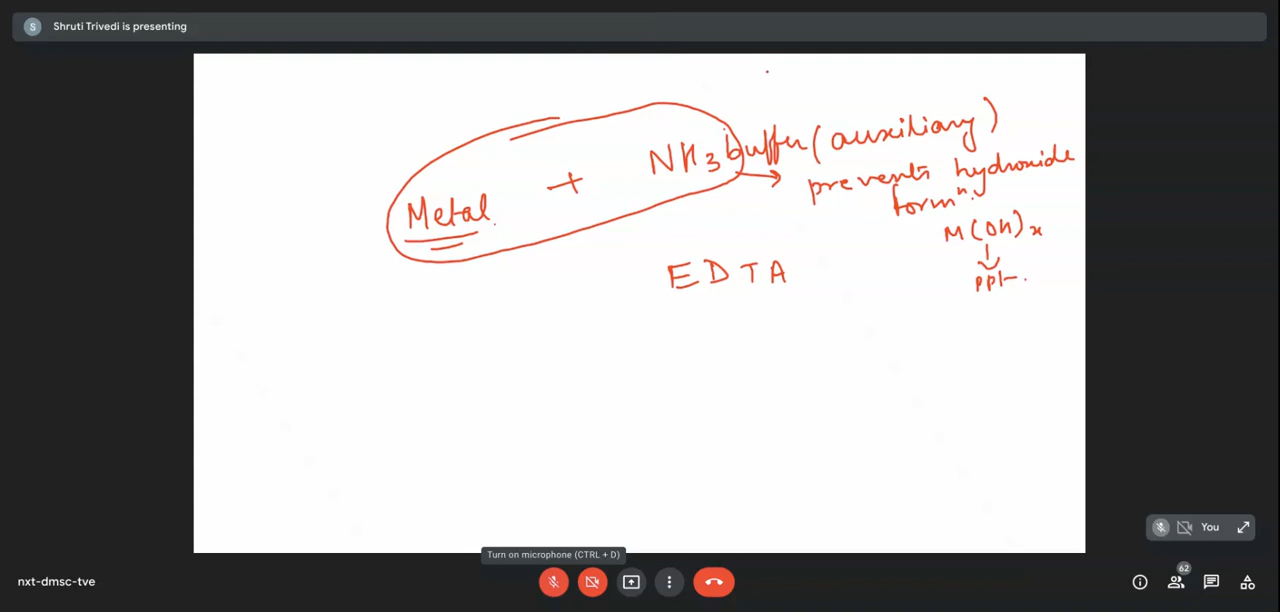 S Shruti Trivedi is presenting
Metal + NH3 buffer (auxiliary)
prevents hydroxide
formⁿ.
M(OH)x
ppt.
EDTA
You
Turn on microphone (CTRL + D)
nxt-dmsc-tve
62